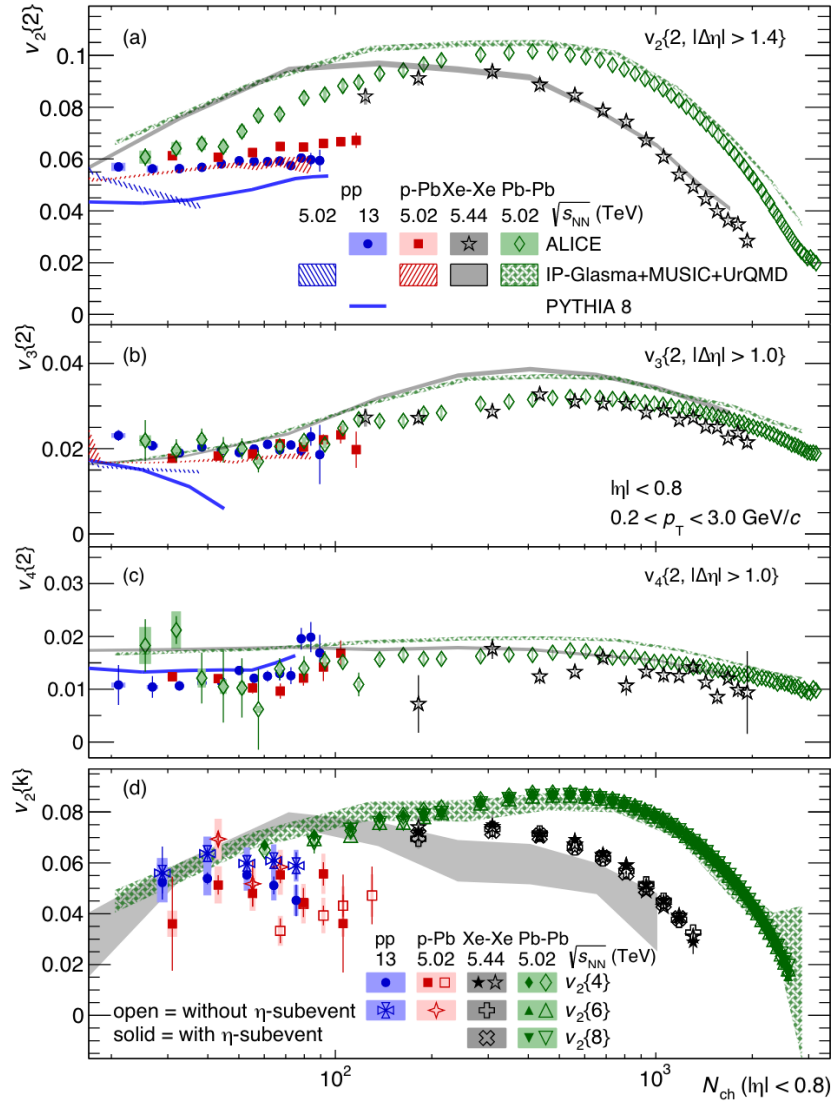 v₂{2}
(a)
v₂{2, |Δη| > 1.4}
0.1
0.08
0.06
0.04
0.02
0
pp p-Pb Xe-Xe Pb-Pb
5.02 13 5.02 5.44 5.02 √s_NN (TeV)
ALICE
IP-Glasma+MUSIC+UrQMD
PYTHIA 8
v₃{2}
(b)
v₃{2, |Δη| > 1.0}
0.04
0.02
0
|η| < 0.8
0.2 < p_T < 3.0 GeV/c
v₄{2}
(c)
v₄{2, |Δη| > 1.0}
0.03
0.02
0.01
0
v₂{k}
(d)
0.08
0.06
0.04
0.02
0
pp p-Pb Xe-Xe Pb-Pb
13 5.02 5.44 5.02 √s_NN (TeV)
v₂{4}
v₂{6}
v₂{8}
open = without η-subevent
solid = with η-subevent
10² 10³
N_ch (|η| < 0.8)